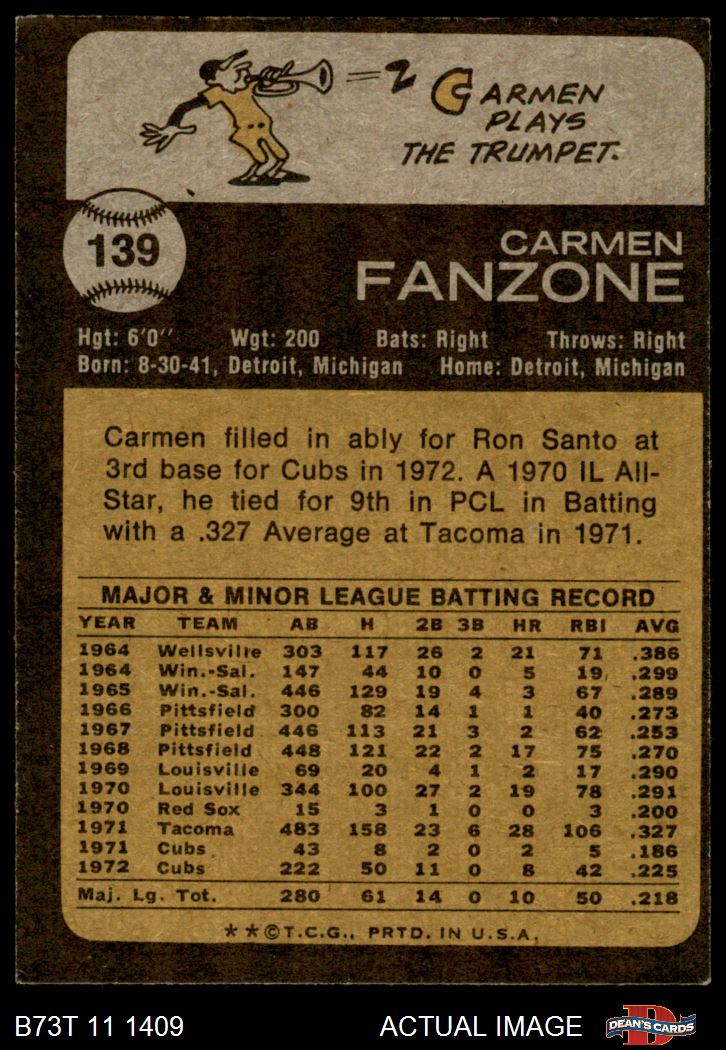 CARMEN
PLAYS
THE TRUMPET.
139
CARMEN
FANZONE
Hgt: 6'0" Wgt: 200 Bats: Right Throws: Right
Born: 8-30-41, Detroit, Michigan Home: Detroit, Michigan
Carmen filled in ably for Ron Santo at
3rd base for Cubs in 1972. A 1970 IL All-
Star, he tied for 9th in PCL in Batting
with a .327 Average at Tacoma in 1971.
MAJOR & MINOR LEAGUE BATTING RECORD
YEAR TEAM AB H 2B 3B HR RBI AVG
1964 Wellsville 303 117 26 2 21 71 .386
1964 Win.-Sal. 147 44 10 0 5 19 .299
1965 Win.-Sal. 446 129 19 4 3 67 .289
1966 Pittsfield 300 82 14 1 1 40 .273
1967 Pittsfield 446 113 21 3 2 62 .253
1968 Pittsfield 448 121 22 2 17 75 .270
1969 Louisville 69 20 4 1 2 17 .290
1970 Louisville 344 100 27 2 19 78 .291
1970 Red Sox 15 3 1 0 0 3 .200
1971 Tacoma 483 158 23 6 28 106 .327
1971 Cubs 43 8 2 0 2 5 .186
1972 Cubs 222 50 11 0 8 42 .225
Maj. Lg. Tot. 280 61 14 0 10 50 .218
**©T.C.G., PRTD. IN U.S.A.
B73T 11 1409 ACTUAL IMAGE D DEAN'S CARDS